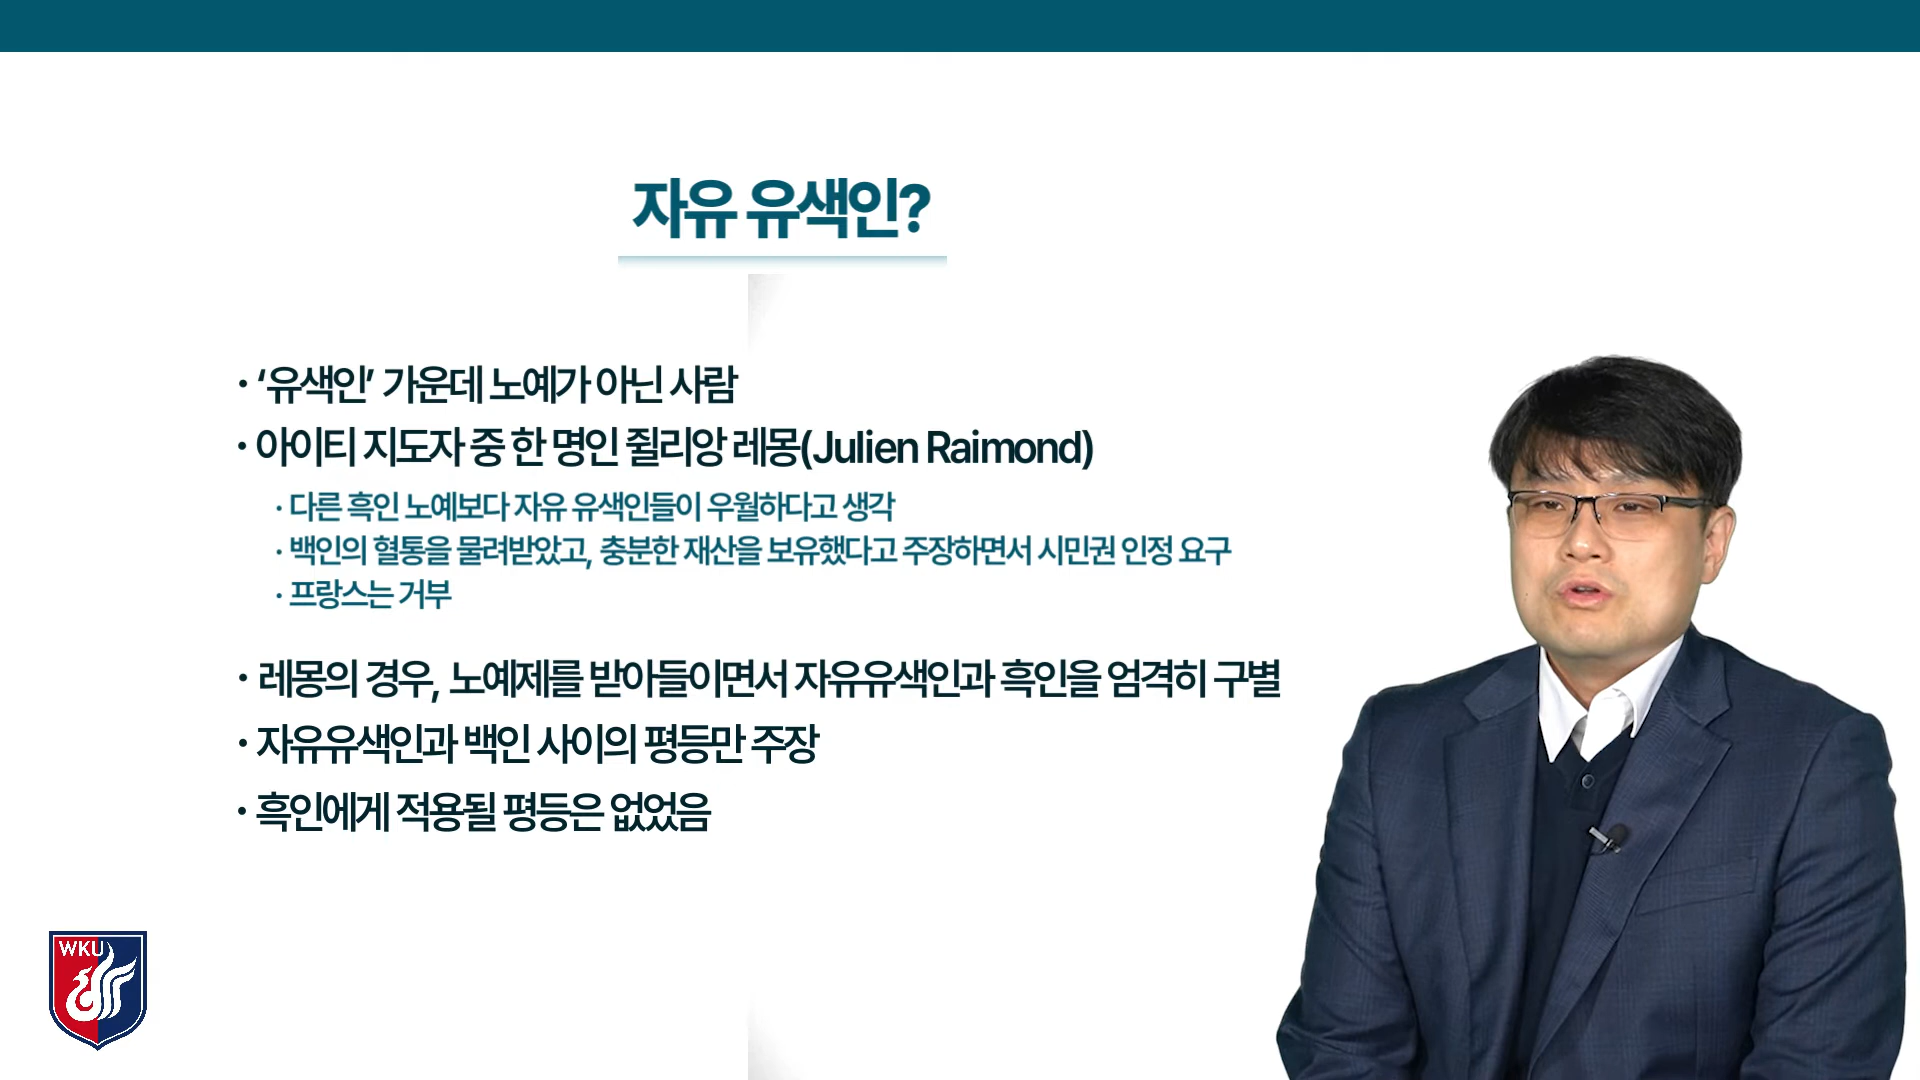 자유 유색인?
· ‘유색인’ 가운데 노예가 아닌 사람
· 아이티 지도자 중 한 명인 쥘리앙 레몽(Julien Raimond)
· 다른 흑인 노예보다 자유 유색인들이 우월하다고 생각
· 백인의 혈통을 물려받았고, 충분한 재산을 보유했다고 주장하면서 시민권 인정 요구
· 프랑스는 거부
· 레몽의 경우, 노예제를 받아들이면서 자유유색인과 흑인을 엄격히 구별
· 자유유색인과 백인 사이의 평등만 주장
· 흑인에게 적용될 평등은 없었음
WKU